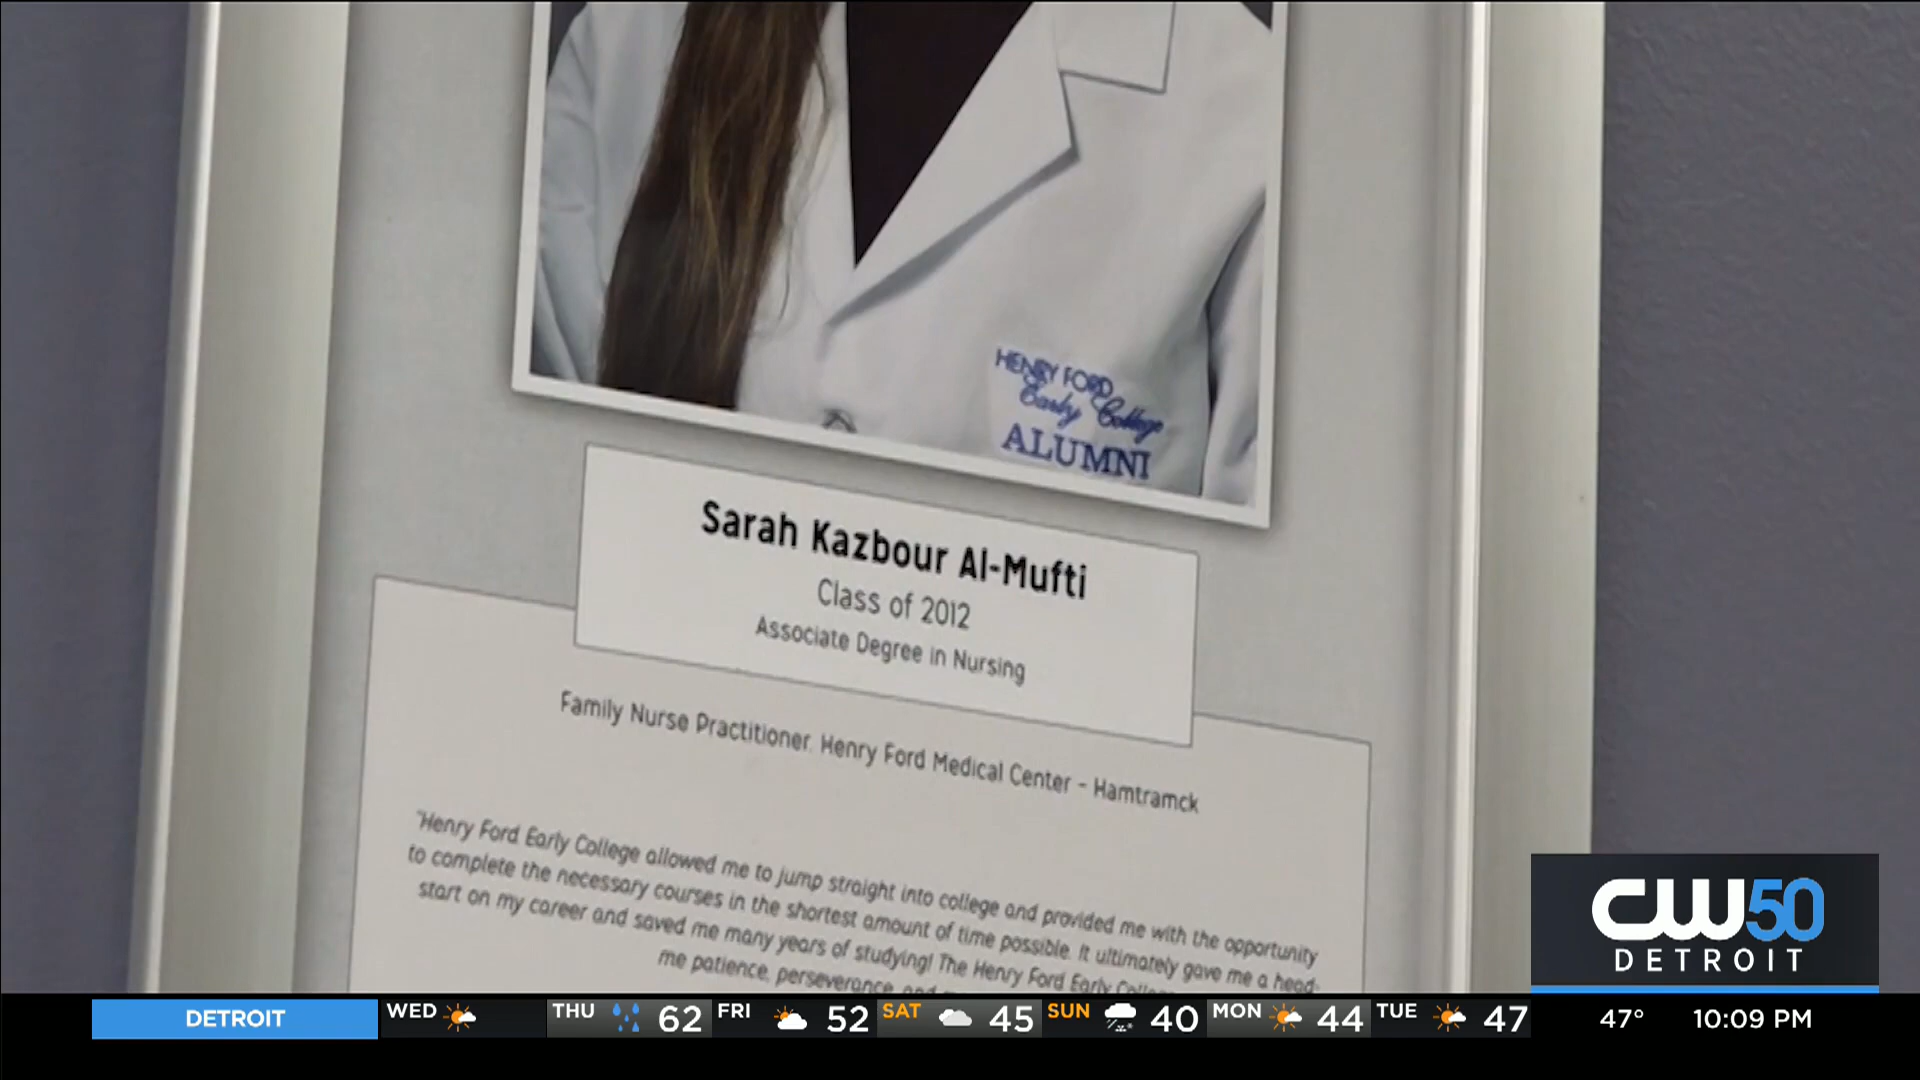 HENRY FORD
Early College
ALUMNI
Sarah Kazbour Al-Mufti
Class of 2012
Associate Degree in Nursing
Family Nurse Practitioner, Henry Ford Medical Center - Hamtramck
"Henry Ford Early College allowed me to jump straight into college and provided me with the opportunity
to complete the necessary courses in the shortest amount of time possible. It ultimately gave me a head-
start on my career and saved me many years of studying! The Henry Ford Early
me patience, perseverance, and
CW50
DETROIT
DETROIT WED THU 62 FRI 52 SAT 45 SUN 40 MON 44 TUE 47 47° 10:09 PM